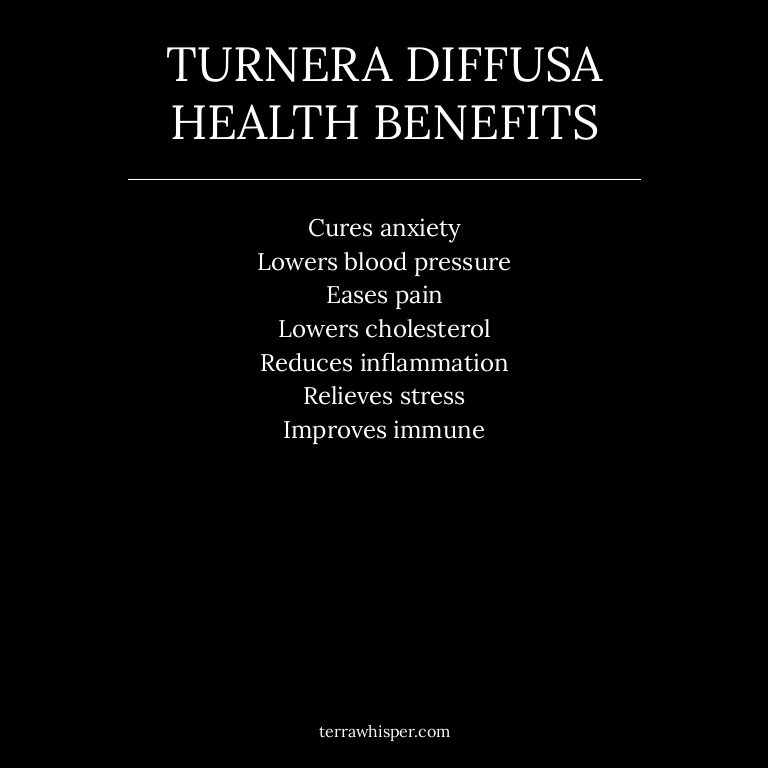 TURNERA DIFFUSA
HEALTH BENEFITS
Cures anxiety
Lowers blood pressure
Eases pain
Lowers cholesterol
Reduces inflammation
Relieves stress
Improves immune
terrawhisper.com